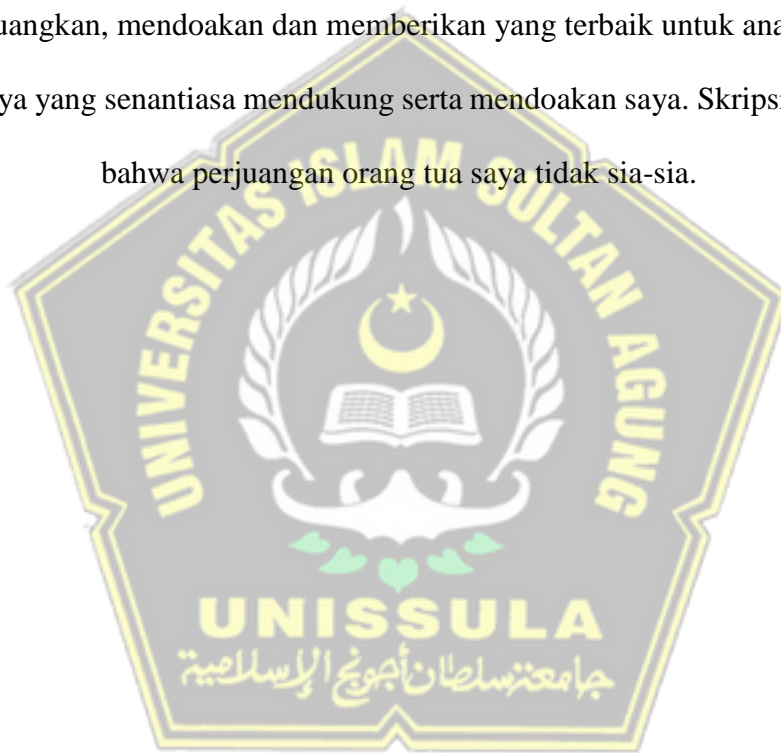 uangkan, mendoakan dan memberikan yang terbaik untuk ana
ya yang senantiasa mendukung serta mendoakan saya. Skripsi
bahwa perjuangan orang tua saya tidak sia-sia.
UNIVERSITAS ISLAM SULTAN AGUNG
UNISSULA
جامعة سلطان أجونج الإسلامية